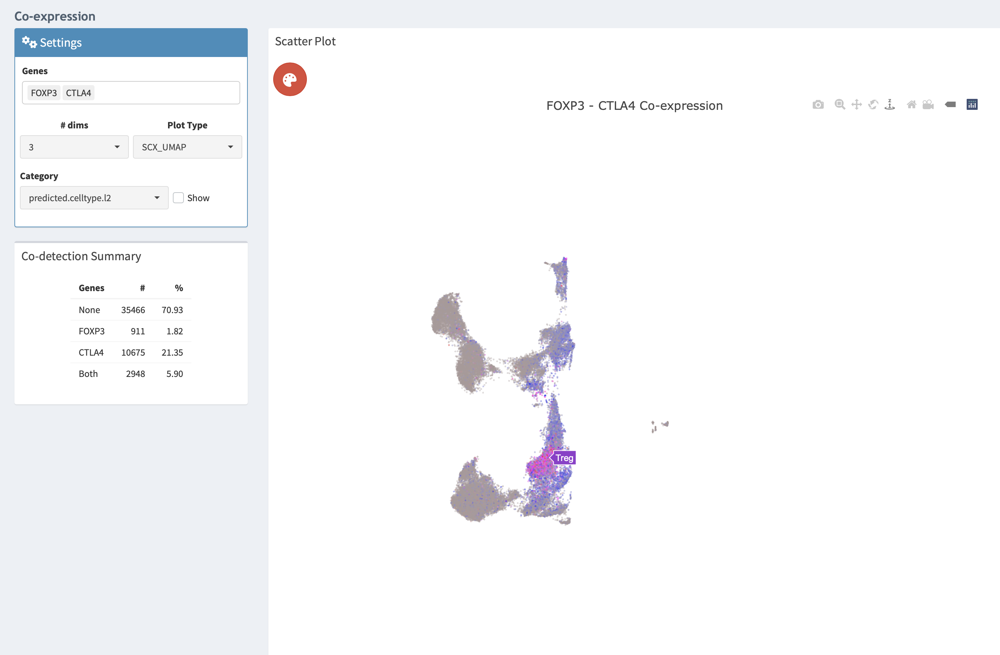 Co-expression
Settings
Genes
FOXP3 CTLA4
# dims Plot Type
3 SCX_UMAP
Category
predicted.celltype.l2 Show
Co-detection Summary
Genes # %
None 35466 70.93
FOXP3 911 1.82
CTLA4 10675 21.35
Both 2948 5.90
Scatter Plot
FOXP3 - CTLA4 Co-expression
Z
Treg